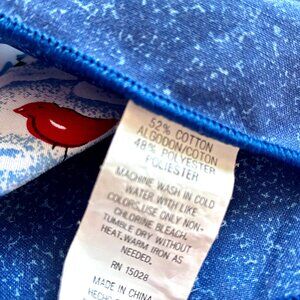 52% COTTON
ALGODON/COTON
48% POLYESTER
POLIESTER
MACHINE WASH IN COLD
WATER WITH LIKE
COLORS.USE ONLY NON-
CHLORINE BLEACH.
TUMBLE DRY WITHOUT
HEAT.WARM IRON AS
NEEDED.
RN 15028
MADE IN CHINA
HECHO